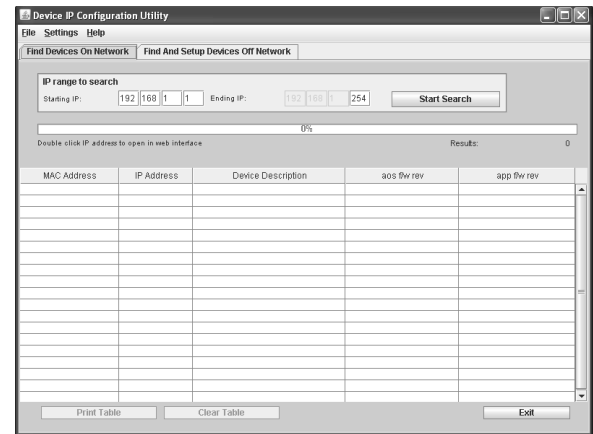 Device IP Configuration Utility
File Settings Help
Find Devices On Network Find And Setup Devices Off Network
IP range to search
Starting IP: 192 168 1 1 Ending IP: 192 168 1 254 Start Search
0%
Double click IP address to open in web interface Results: 0
MAC Address IP Address Device Description aos f/w rev app f/w rev
Print Table Clear Table Exit